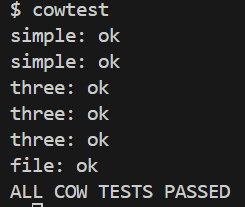 $ cowtest
simple: ok
simple: ok
three: ok
three: ok
three: ok
file: ok
ALL COW TESTS PASSED